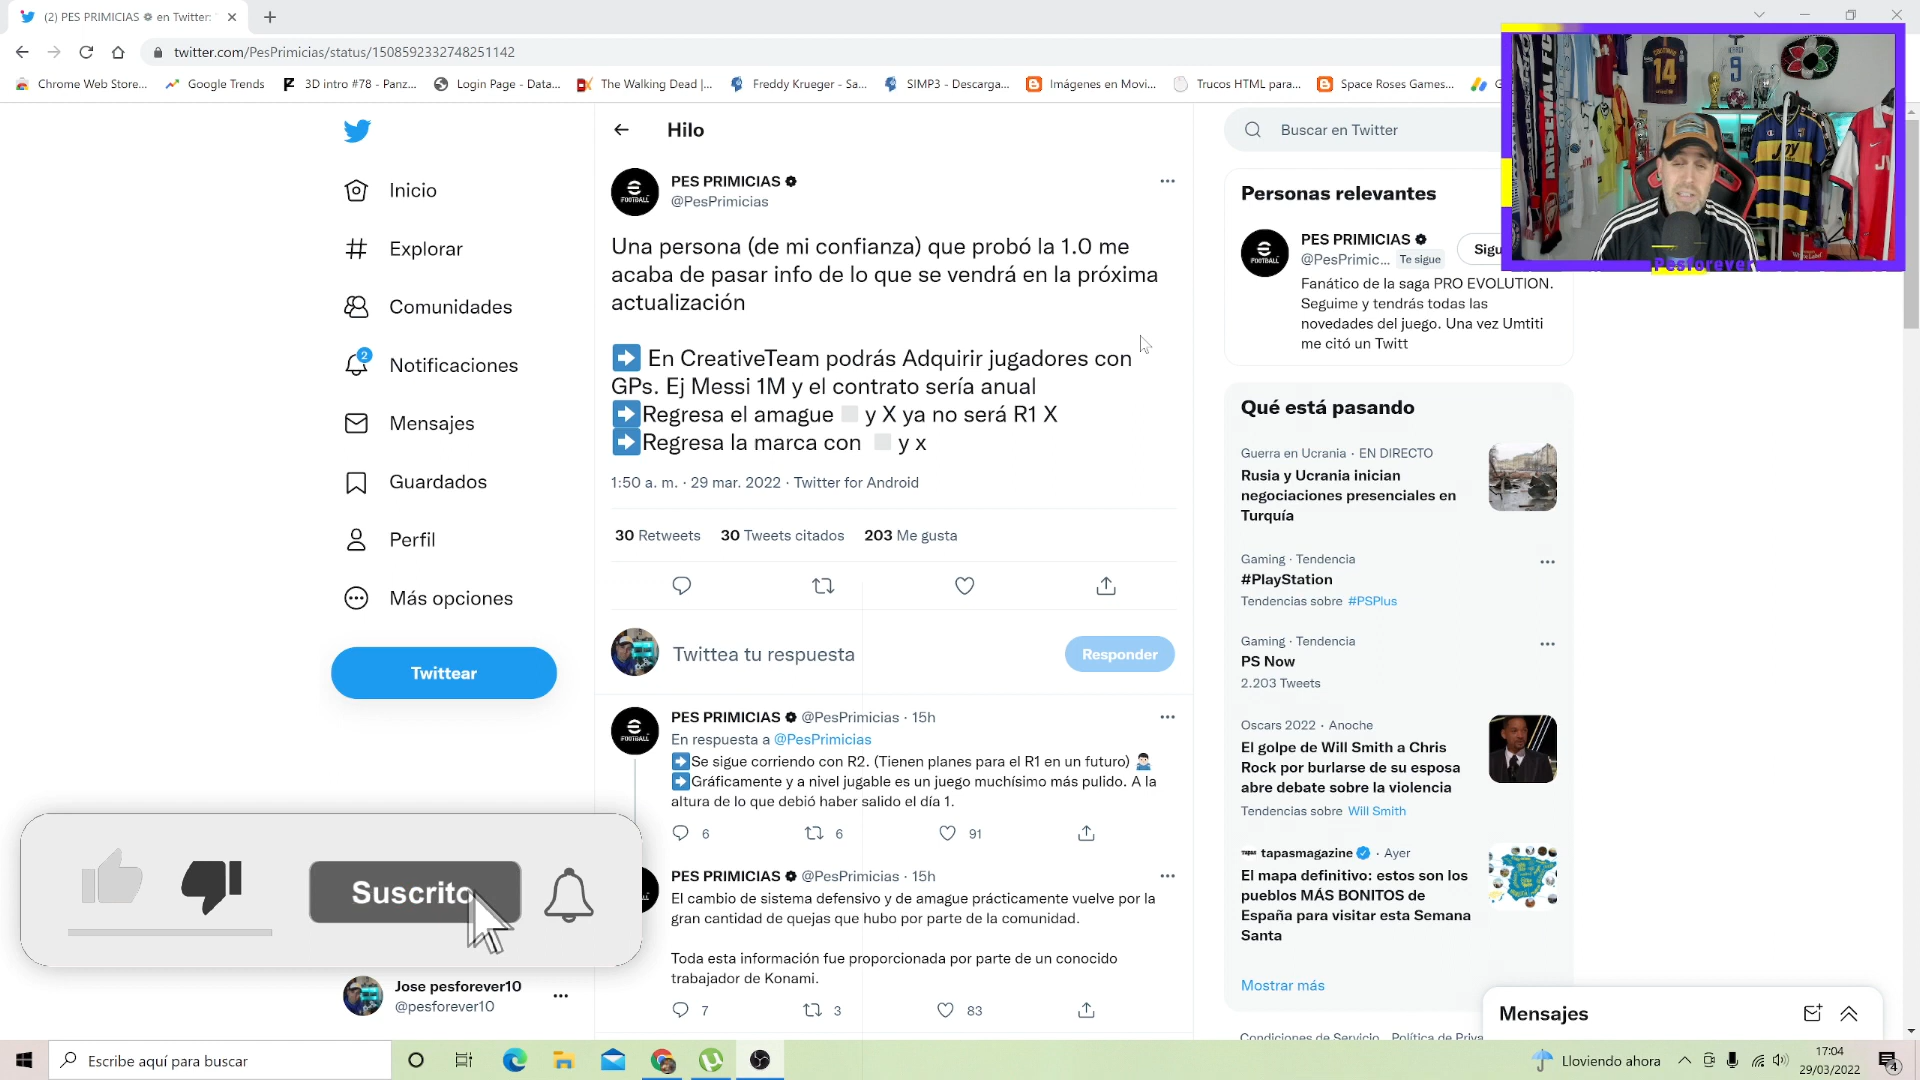 (2) PES PRIMICIAS en Twitter:
twitter.com/PesPrimicias/status/1508592332748251142
Chrome Web Store...
Google Trends
3D intro #78 - Panz...
Login Page - Data...
The Walking Dead |...
Freddy Krueger - Sa...
SIMP3 - Descarga...
Imágenes en Movi...
Trucos HTML para...
Space Roses Games...
G
Inicio
Explorar
Comunidades
2
Notificaciones
Mensajes
Guardados
Perfil
Más opciones
Twittear
Hilo
PES PRIMICIAS
@PesPrimicias
Una persona (de mi confianza) que probó la 1.0 me
acaba de pasar info de lo que se vendrá en la próxima
actualización
➡ En CreativeTeam podrás Adquirir jugadores con
GPs. Ej Messi 1M y el contrato sería anual
➡Regresa el amague ◻ y X ya no será R1 X
➡Regresa la marca con ◻ y x
1:50 a. m. · 29 mar. 2022 · Twitter for Android
30 Retweets 30 Tweets citados 203 Me gusta
Twittea tu respuesta
Responder
PES PRIMICIAS @PesPrimicias · 15h
En respuesta a @PesPrimicias
➡Se sigue corriendo con R2. (Tienen planes para el R1 en un futuro) 🤷🏻‍♂️
➡Gráficamente y a nivel jugable es un juego muchísimo más pulido. A la
altura de lo que debió haber salido el día 1.
6 6 91
PES PRIMICIAS @PesPrimicias · 15h
El cambio de sistema defensivo y de amague prácticamente vuelve por la
gran cantidad de quejas que hubo por parte de la comunidad.
Toda esta información fue proporcionada por parte de un conocido
trabajador de Konami.
7 3 83
Buscar en Twitter
Personas relevantes
PES PRIMICIAS
@PesPrimic... Te sigue
Sigu
Fanático de la saga PRO EVOLUTION.
Seguime y tendrás todas las
novedades del juego. Una vez Umtiti
me citó un Twitt
Qué está pasando
Guerra en Ucrania · EN DIRECTO
Rusia y Ucrania inician
negociaciones presenciales en
Turquía
Gaming · Tendencia
#PlayStation
Tendencias sobre #PSPlus
Gaming · Tendencia
PS Now
2.203 Tweets
Oscars 2022 · Anoche
El golpe de Will Smith a Chris
Rock por burlarse de su esposa
abre debate sobre la violencia
Tendencias sobre Will Smith
tapasmagazine · Ayer
El mapa definitivo: estos son los
pueblos MÁS BONITOS de
España para visitar esta Semana
Santa
Mostrar más
Condiciones de Servicio Política de Priva
Mensajes
Pesforever
14
9
Joy
Suscrito
Jose pesforever10
@pesforever10
Escribe aquí para buscar
Lloviendo ahora
17:04
29/03/2022
4